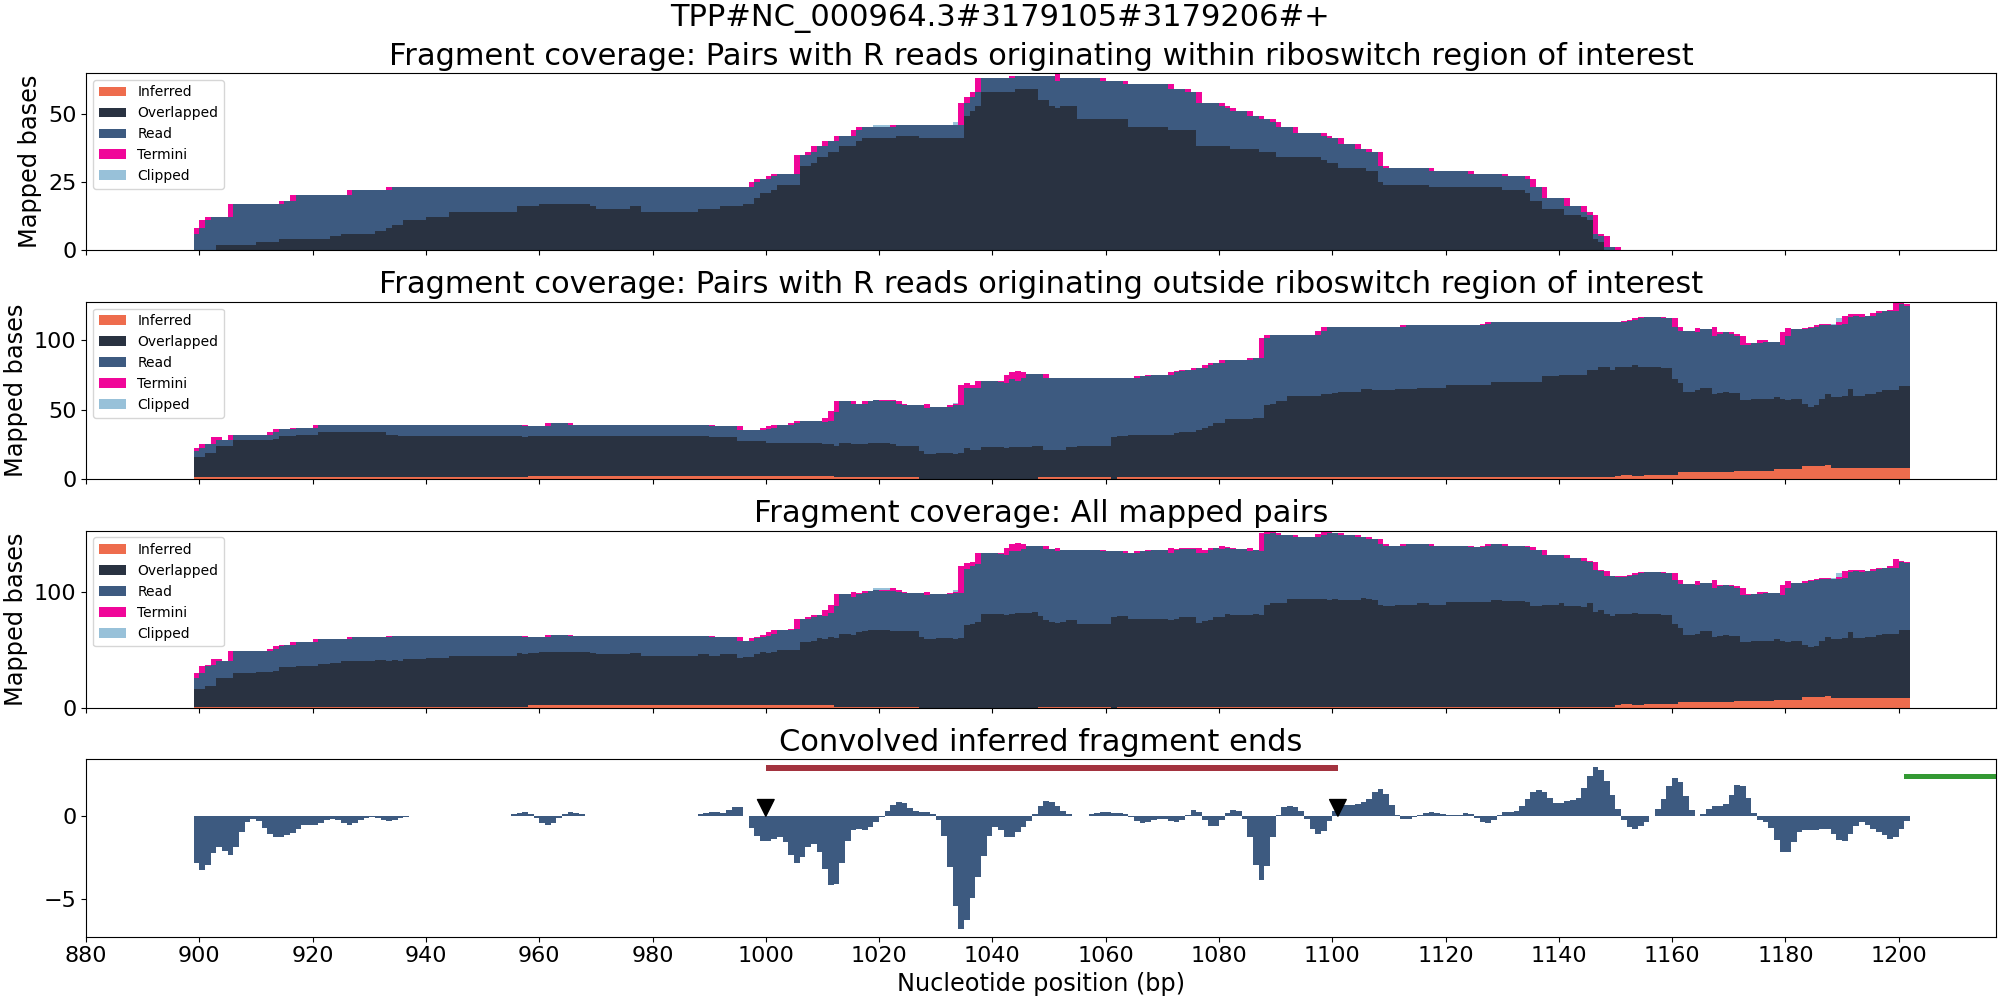 TPP#NC_000964.3#3179105#3179206#+
Fragment coverage: Pairs with R reads originating within riboswitch region of interest
Mapped bases
50
25
0
Inferred
Overlapped
Read
Termini
Clipped
Fragment coverage: Pairs with R reads originating outside riboswitch region of interest
Mapped bases
100
50
0
Inferred
Overlapped
Read
Termini
Clipped
Fragment coverage: All mapped pairs
Mapped bases
100
0
Inferred
Overlapped
Read
Termini
Clipped
Convolved inferred fragment ends
0
−5
880 900 920 940 960 980 1000 1020 1040 1060 1080 1100 1120 1140 1160 1180 1200
Nucleotide position (bp)